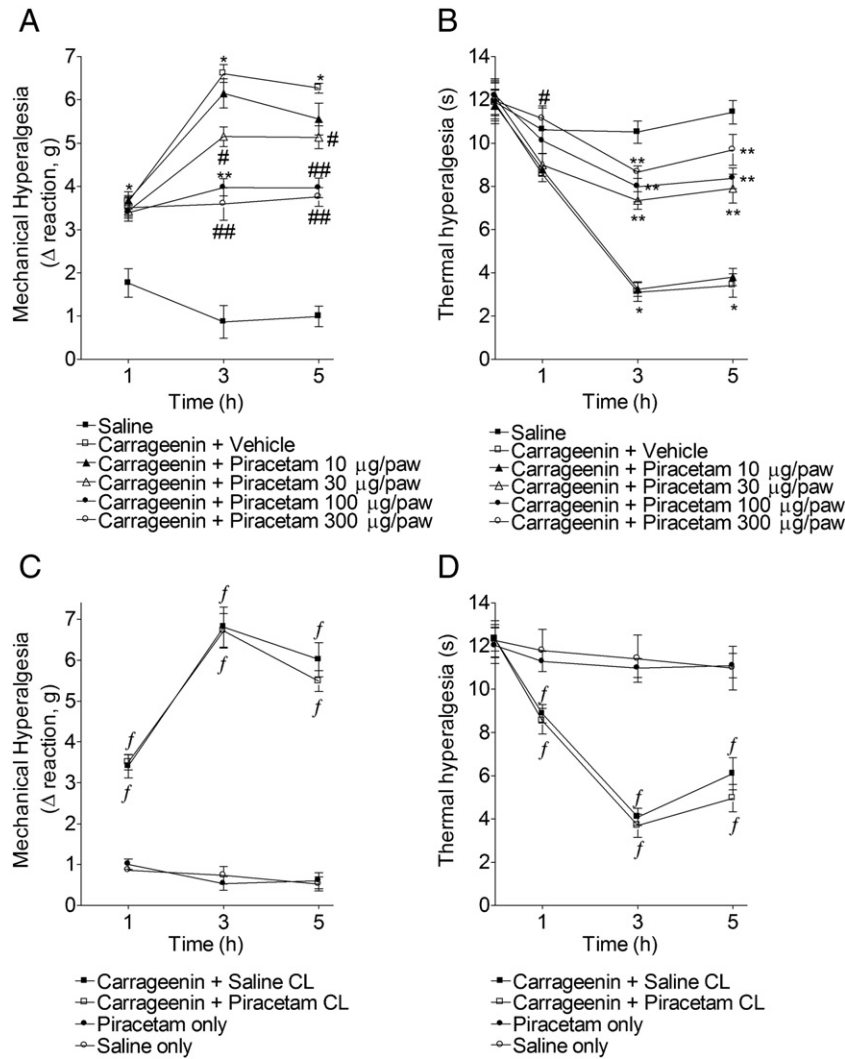 A
Mechanical Hyperalgesia
(Δ reaction, g)
7
6
5
4
3
2
1
0
*
*
*
#
**
##
#
##
##
1 3 5
Time (h)
Saline
Carrageenin + Vehicle
Carrageenin + Piracetam 10 μg/paw
Carrageenin + Piracetam 30 μg/paw
Carrageenin + Piracetam 100 μg/paw
Carrageenin + Piracetam 300 μg/paw
B
Thermal hyperalgesia (s)
14
12
10
8
6
4
2
0
#
**
**
**
*
**
**
**
*
1 3 5
Time (h)
Saline
Carrageenin + Vehicle
Carrageenin + Piracetam 10 μg/paw
Carrageenin + Piracetam 30 μg/paw
Carrageenin + Piracetam 100 μg/paw
Carrageenin + Piracetam 300 μg/paw
C
Mechanical Hyperalgesia
(Δ reaction, g)
7
6
5
4
3
2
1
0
f
f
f
f
f
f
1 3 5
Time (h)
Carrageenin + Saline CL
Carrageenin + Piracetam CL
Piracetam only
Saline only
D
Thermal hyperalgesia (s)
14
12
10
8
6
4
2
0
f
f
f
f
f
f
1 3 5
Time (h)
Carrageenin + Saline CL
Carrageenin + Piracetam CL
Piracetam only
Saline only